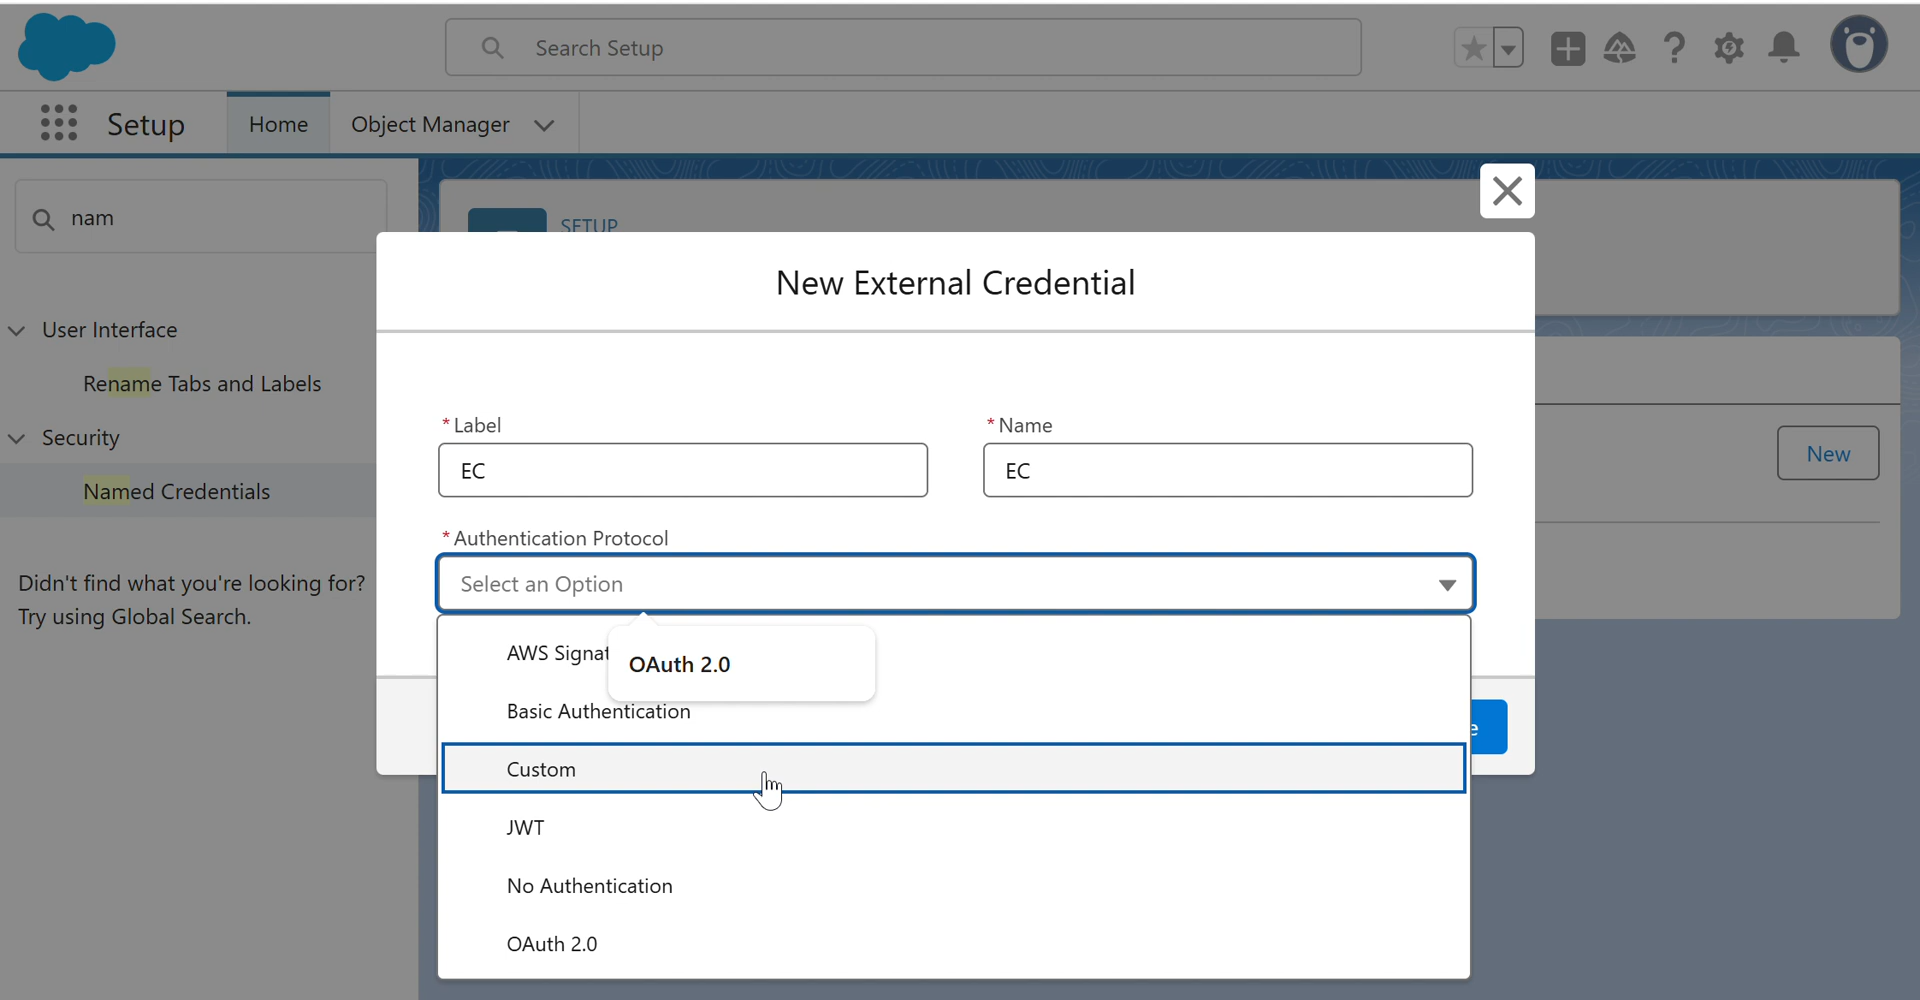 Search Setup
Setup
Home
Object Manager
nam
SETUP
New External Credential
User Interface
Rename Tabs and Labels
Security
Named Credentials
Didn't find what you're looking for?
Try using Global Search.
* Label
* Name
EC
EC
New
* Authentication Protocol
Select an Option
AWS Signat
OAuth 2.0
Basic Authentication
Custom
JWT
No Authentication
OAuth 2.0